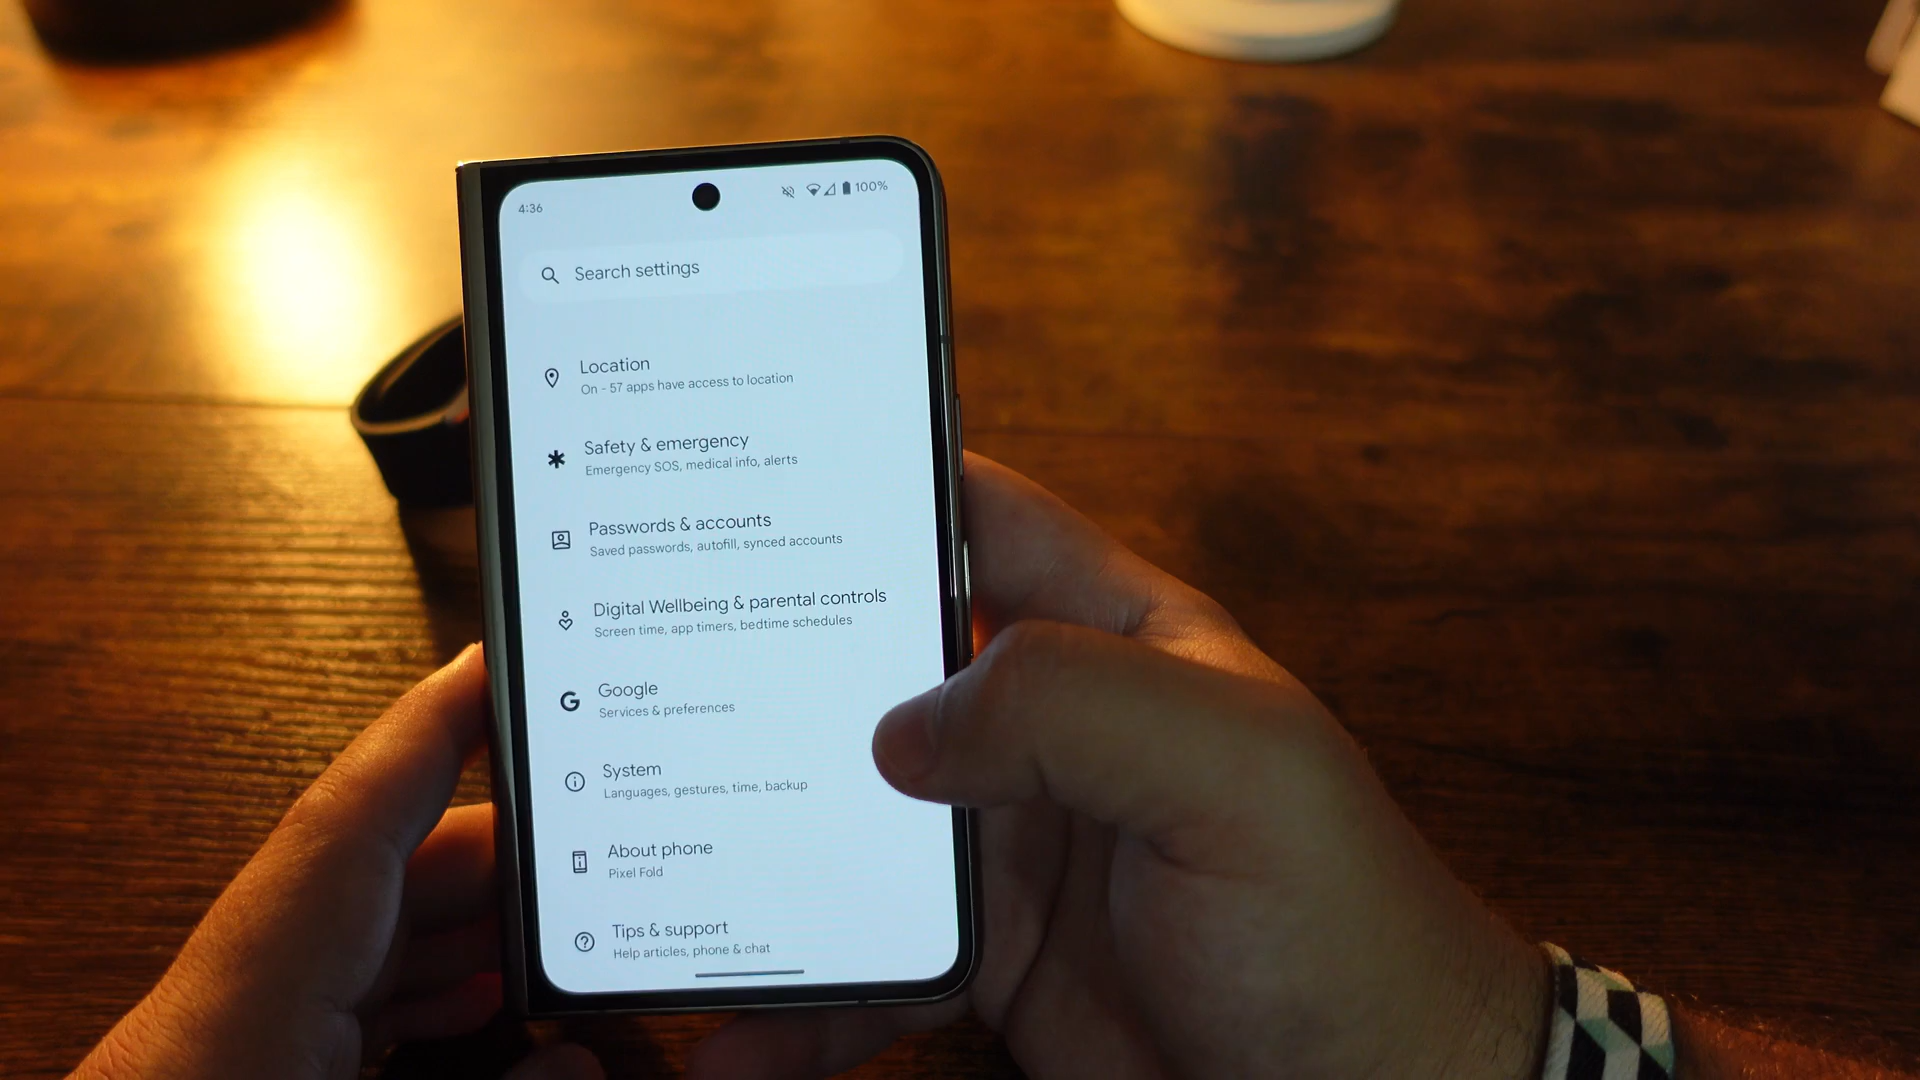 4:36 100%
Search settings
Location
On - 57 apps have access to location
Safety & emergency
Emergency SOS, medical info, alerts
Passwords & accounts
Saved passwords, autofill, synced accounts
Digital Wellbeing & parental controls
Screen time, app timers, bedtime schedules
Google
Services & preferences
System
Languages, gestures, time, backup
About phone
Pixel Fold
Tips & support
Help articles, phone & chat